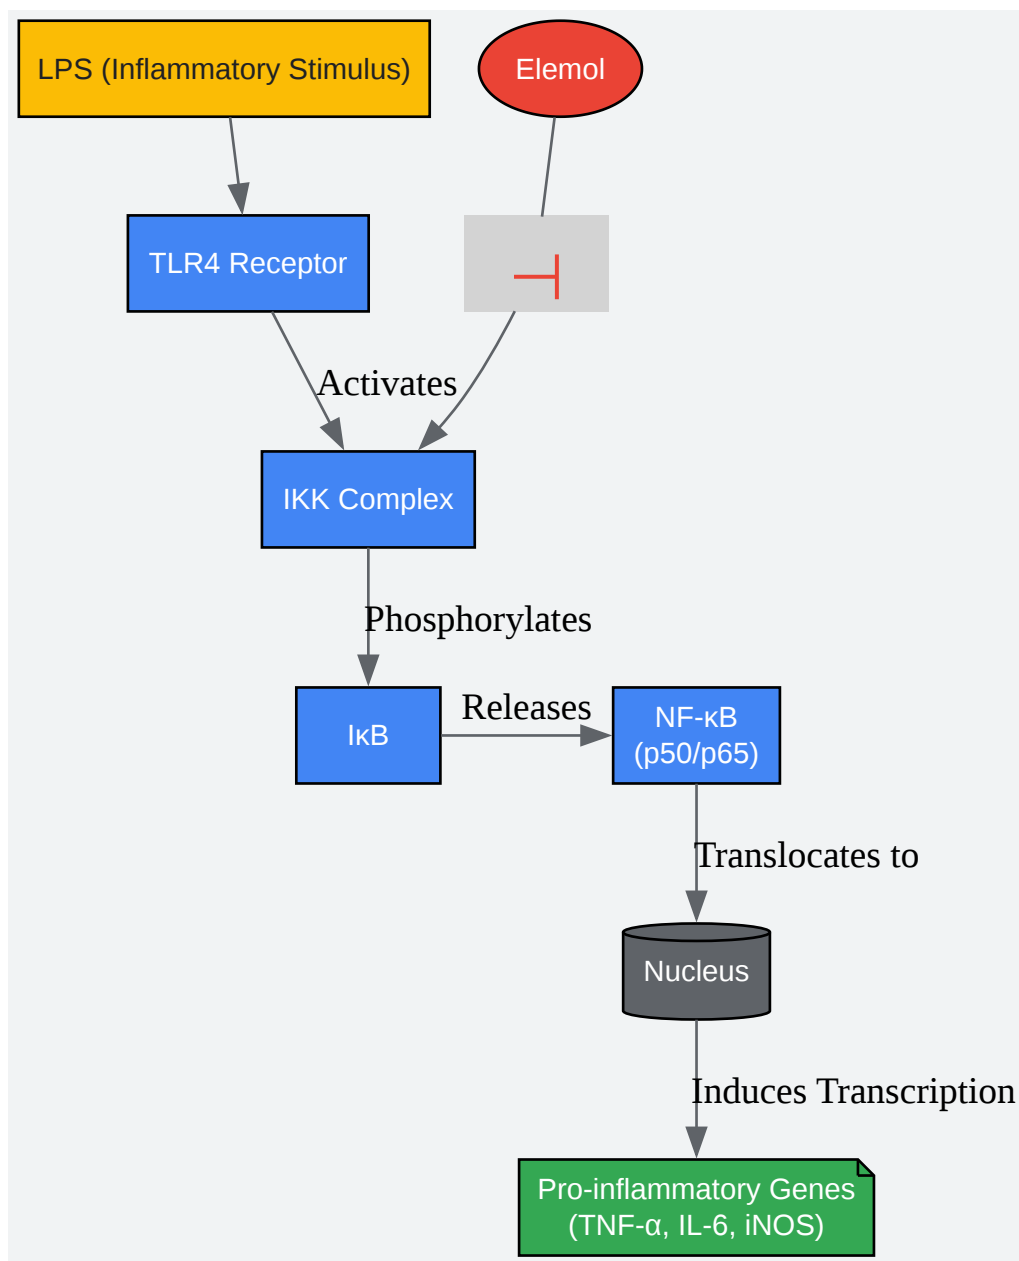 LPS (Inflammatory Stimulus)
Elemol
TLR4 Receptor
Activates
IKK Complex
Phosphorylates
IκB
Releases
NF-κB
(p50/p65)
Translocates to
Nucleus
Induces Transcription
Pro-inflammatory Genes
(TNF-α, IL-6, iNOS)